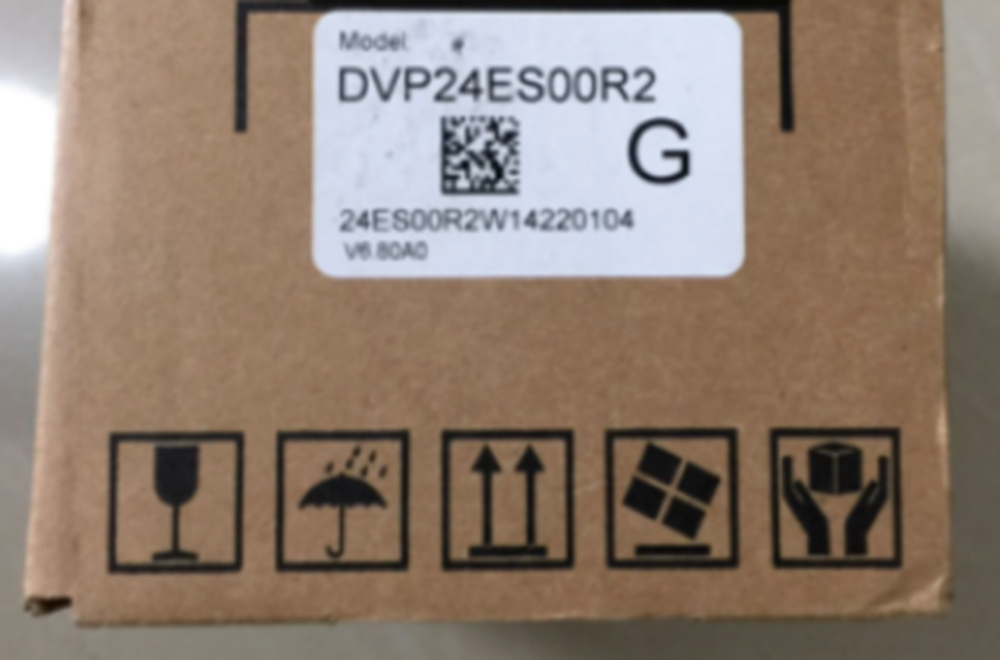 Model
DVP24ES00R2
G
24ES00R2W14220104
V6.80A0